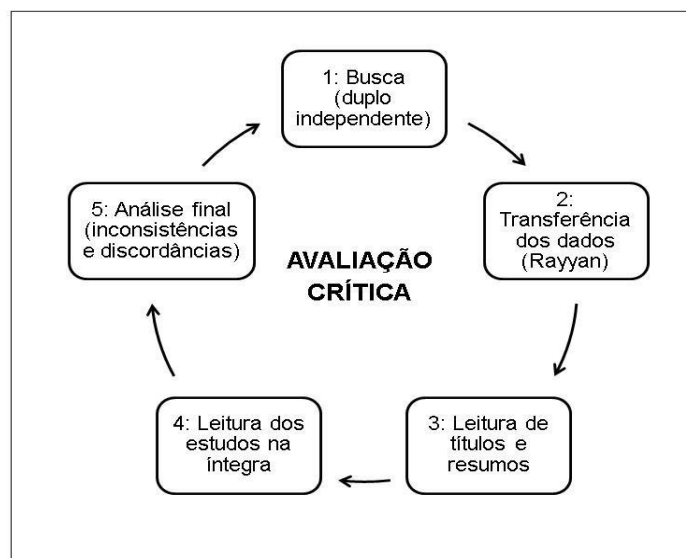 1: Busca
(duplo
independente)
2:
Transferência
dos dados
(Rayyan)
3: Leitura de
títulos e
resumos
4: Leitura dos
estudos na
íntegra
5: Análise final
(inconsistências
e discordâncias)
AVALIAÇÃO
CRÍTICA